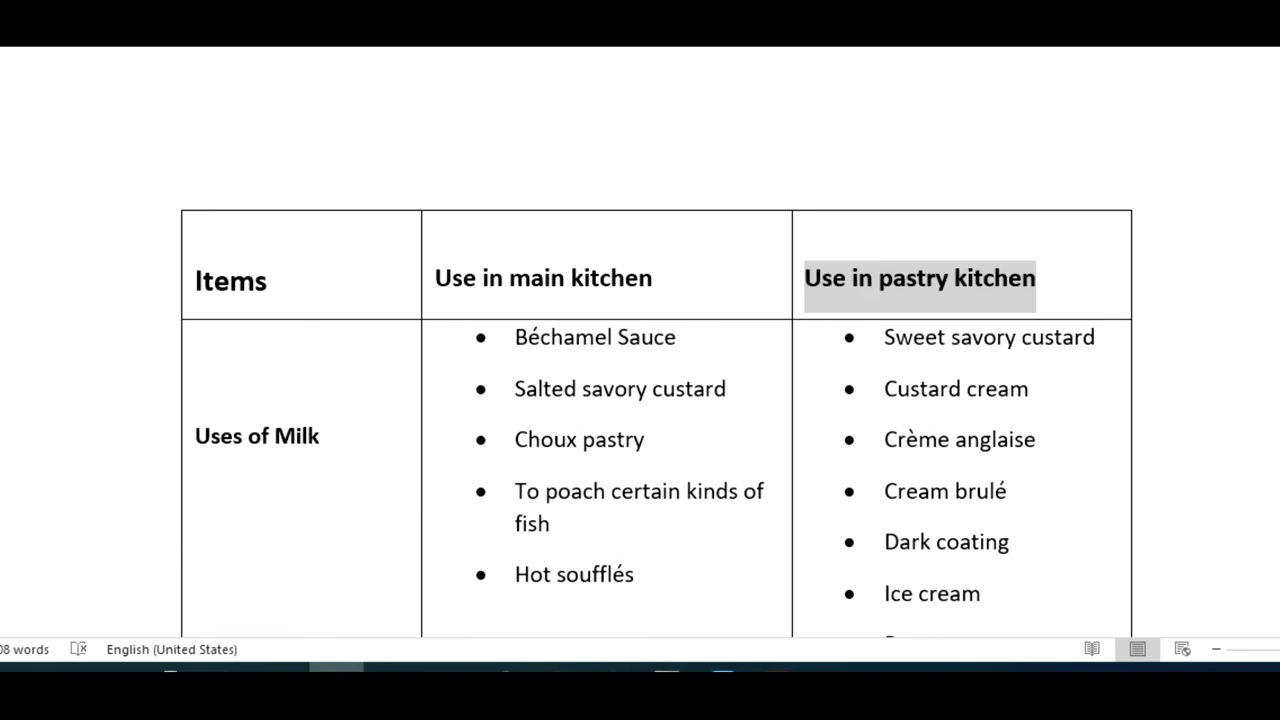 Items
Use in main kitchen
Use in pastry kitchen
Uses of Milk
• Béchamel Sauce
• Salted savory custard
• Choux pastry
• To poach certain kinds of
fish
• Hot soufflés
• Sweet savory custard
• Custard cream
• Crème anglaise
• Cream brulé
• Dark coating
• Ice cream
words
English (United States)